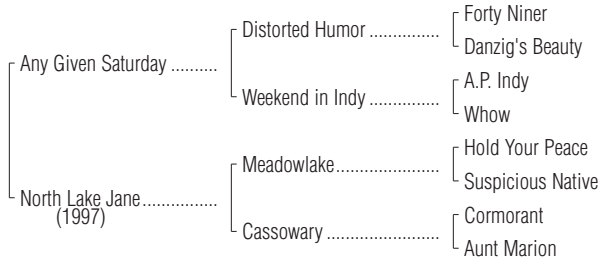 Forty Niner
Distorted Humor ...............
Danzig's Beauty
Any Given Saturday ..........
A.P. Indy
Weekend in Indy ...............
Whow
Hold Your Peace
Meadowlake......................
Suspicious Native
North Lake Jane................
(1997)
Cormorant
Cassowary ........................
Aunt Marion